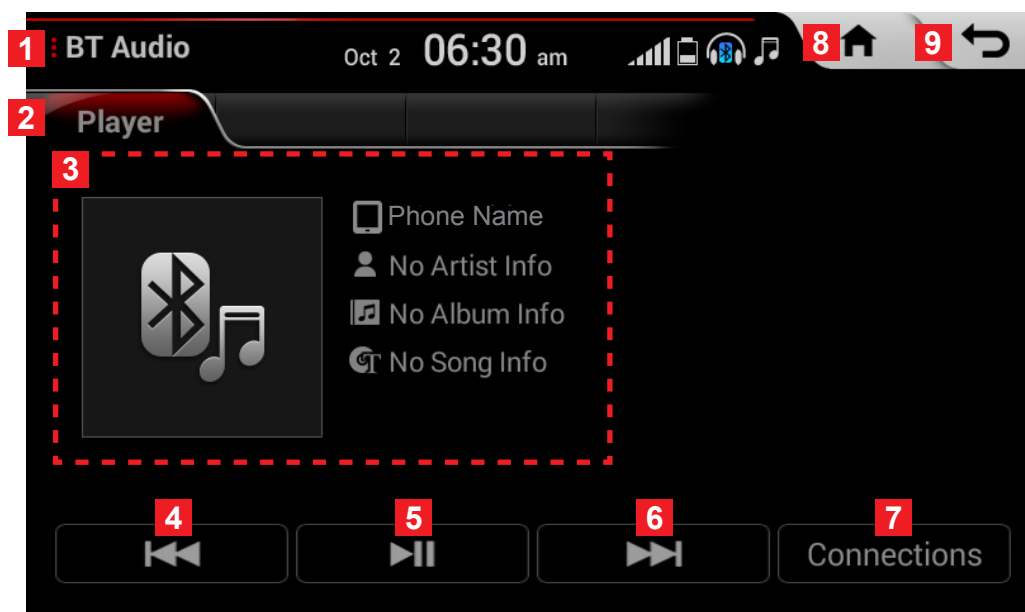 1 BT Audio Oct 2 06:30 am 8 9
2 Player
3
Phone Name
No Artist Info
No Album Info
No Song Info
4 5 6 7
Connections